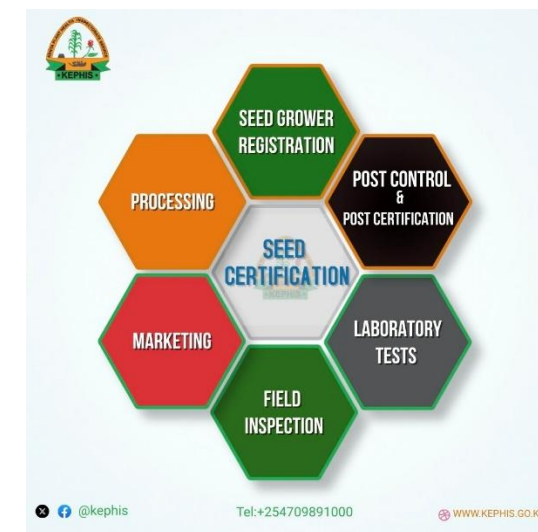 KEPHIS
SEED GROWER
REGISTRATION
PROCESSING
POST CONTROL
&
POST CERTIFICATION
SEED
CERTIFICATION
MARKETING
LABORATORY
TESTS
FIELD
INSPECTION
@kephis
Tel:+254709891000
WWW.KEPHIS.GO.K